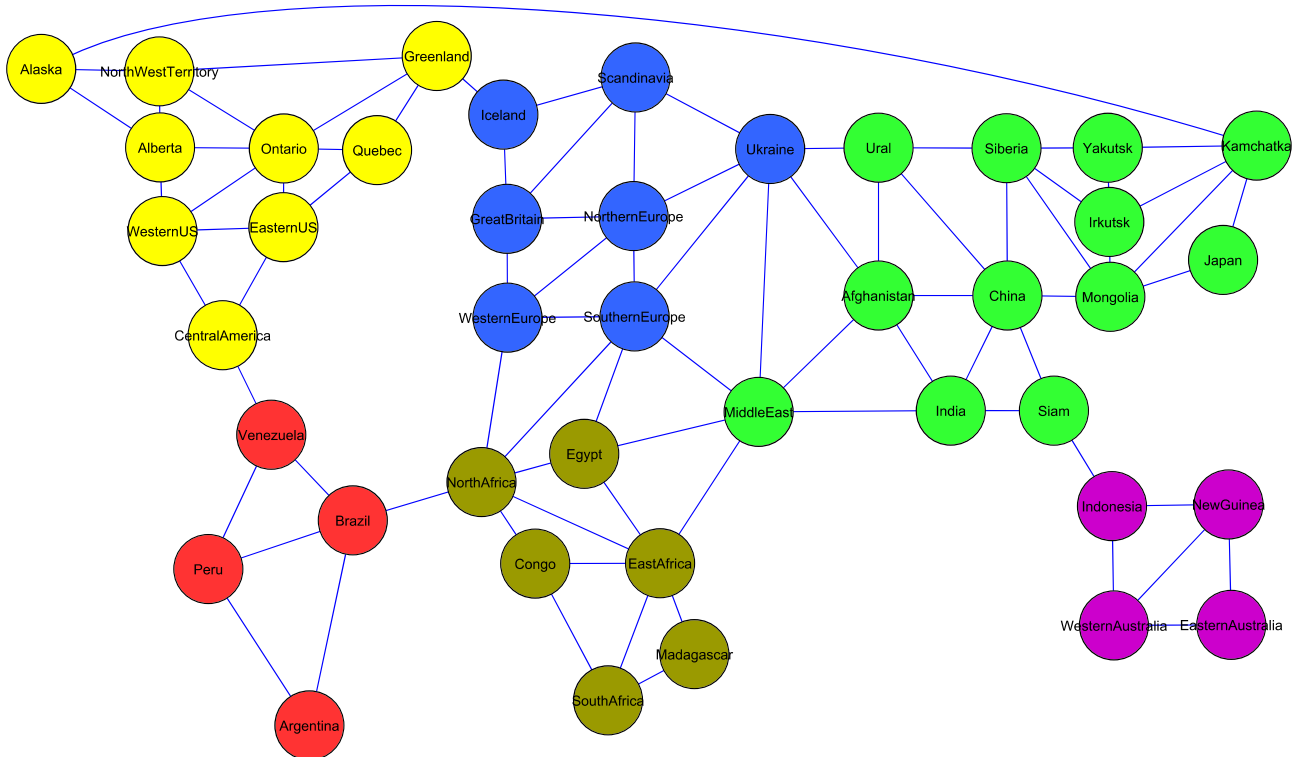 Alaska
NorthWestTerritory
Greenland
Alberta
Ontario
Quebec
WesternUS
EasternUS
CentralAmerica
Venezuela
Brazil
Peru
Argentina
Iceland
Scandinavia
Ukraine
GreatBritain
NorthernEurope
WesternEurope
SouthernEurope
NorthAfrica
Egypt
Congo
EastAfrica
Madagascar
SouthAfrica
Ural
Siberia
Yakutsk
Kamchatka
Irkutsk
Japan
Afghanistan
China
Mongolia
MiddleEast
India
Siam
Indonesia
NewGuinea
WesternAustralia
EasternAustralia